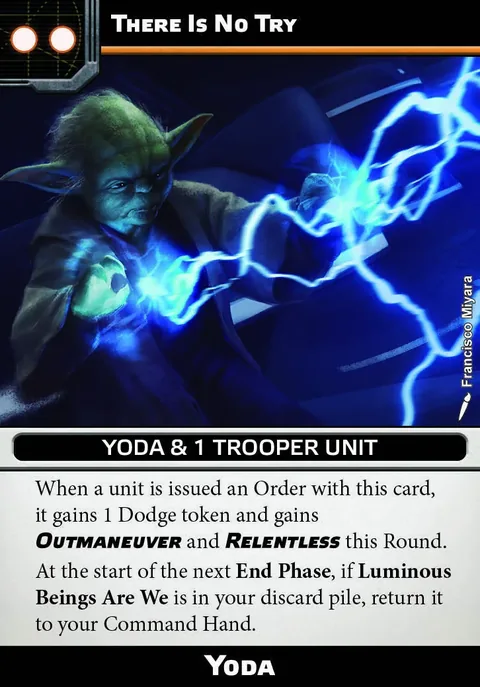 There Is No Try
Francisco Miyara
YODA & 1 TROOPER UNIT
When a unit is issued an Order with this card,
it gains 1 Dodge token and gains
Outmaneuver and Relentless this Round.
At the start of the next End Phase, if Luminous
Beings Are We is in your discard pile, return it
to your Command Hand.
Yoda